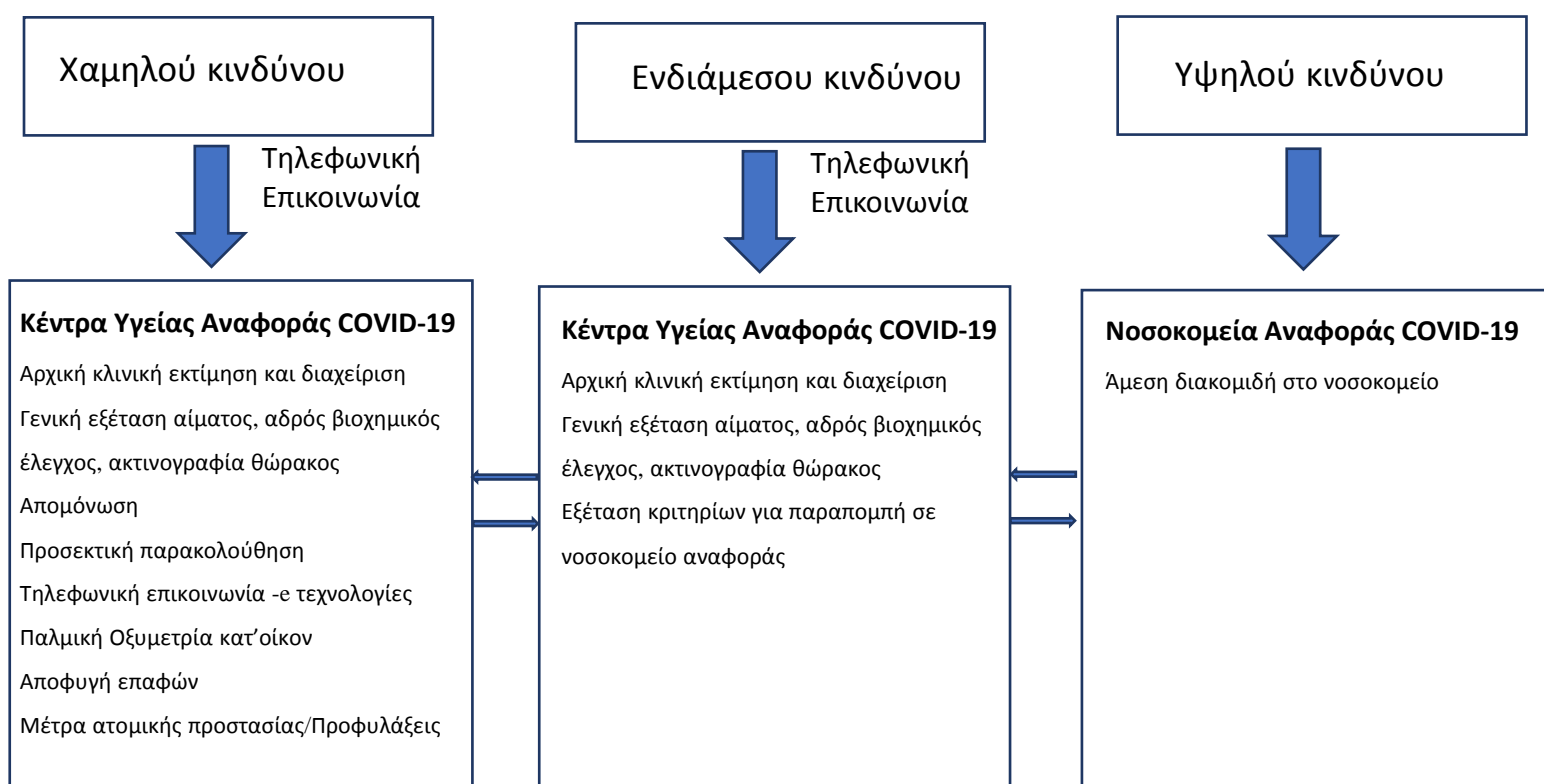 Χαμηλού κινδύνου
Ενδιάμεσου κινδύνου
Υψηλού κινδύνου
Τηλεφωνική
Επικοινωνία
Τηλεφωνική
Επικοινωνία
Κέντρα Υγείας Αναφοράς COVID-19
Αρχική κλινική εκτίμηση και διαχείριση
Γενική εξέταση αίματος, αδρός βιοχημικός
έλεγχος, ακτινογραφία θώρακος
Απομόνωση
Προσεκτική παρακολούθηση
Τηλεφωνική επικοινωνία -e τεχνολογίες
Παλμική Οξυμετρία κατ’οίκον
Αποφυγή επαφών
Μέτρα ατομικής προστασίας/Προφυλάξεις
Κέντρα Υγείας Αναφοράς COVID-19
Αρχική κλινική εκτίμηση και διαχείριση
Γενική εξέταση αίματος, αδρός βιοχημικός
έλεγχος, ακτινογραφία θώρακος
Εξέταση κριτηρίων για παραπομπή σε
νοσοκομείο αναφοράς
Νοσοκομεία Αναφοράς COVID-19
Άμεση διακομιδή στο νοσοκομείο